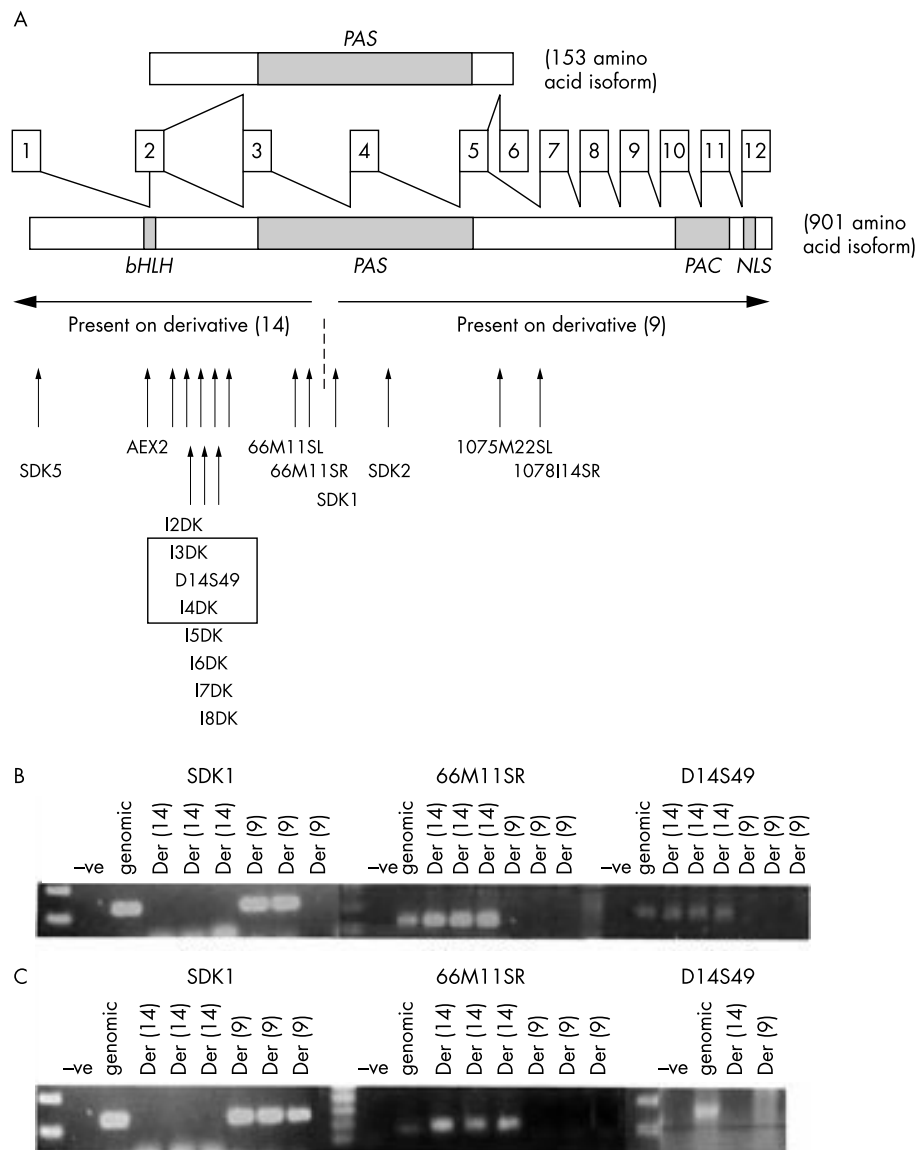 A
PAS
(153 amino
acid isoform)
1 2 3 4 5 6 7 8 9 10 11 12
(901 amino
acid isoform)
bHLH PAS PAC NLS
Present on derivative (14) Present on derivative (9)
AEX2 66M11SL 1075M22SL
SDK5 66M11SR SDK2 1078I14SR
SDK1
I2DK
I3DK
D14S49
I4DK
I5DK
I6DK
I7DK
I8DK
B
SDK1 66M11SR D14S49
–ve genomic Der (14) Der (14) Der (14) Der (9) Der (9) Der (9) –ve genomic Der (14) Der (14) Der (14) Der (9) Der (9) Der (9) –ve genomic Der (14) Der (14) Der (14) Der (9) Der (9) Der (9)
C
SDK1 66M11SR D14S49
–ve genomic Der (14) Der (14) Der (14) Der (9) Der (9) Der (9) –ve genomic Der (14) Der (14) Der (14) Der (9) Der (9) Der (9) –ve genomic Der (14) Der (9)